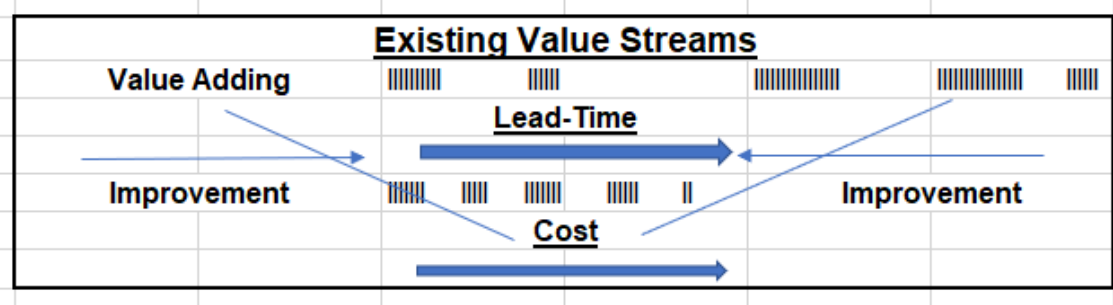 Existing Value Streams
Value Adding |||||||||| |||||| |||||||||||||||| |||||||||||||||| ||||||
Lead-Time
Improvement ||||||| ||||| ||||||| |||||| || Improvement
Cost